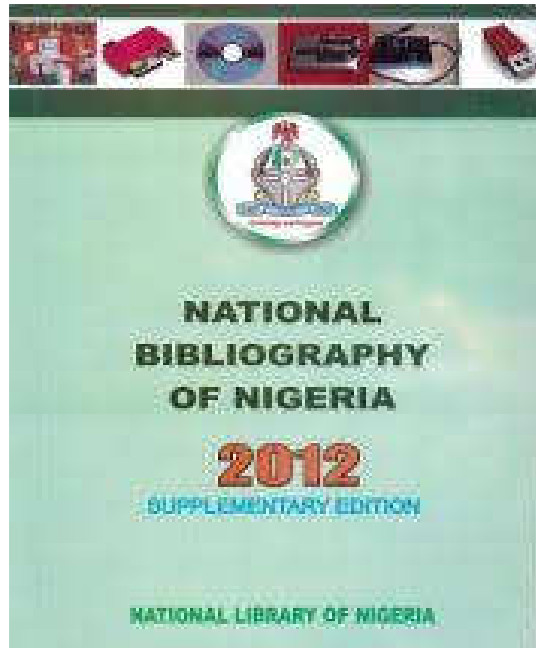 NATIONAL
BIBLIOGRAPHY
OF NIGERIA
2012
SUPPLEMENTARY EDITION
NATIONAL LIBRARY OF NIGERIA